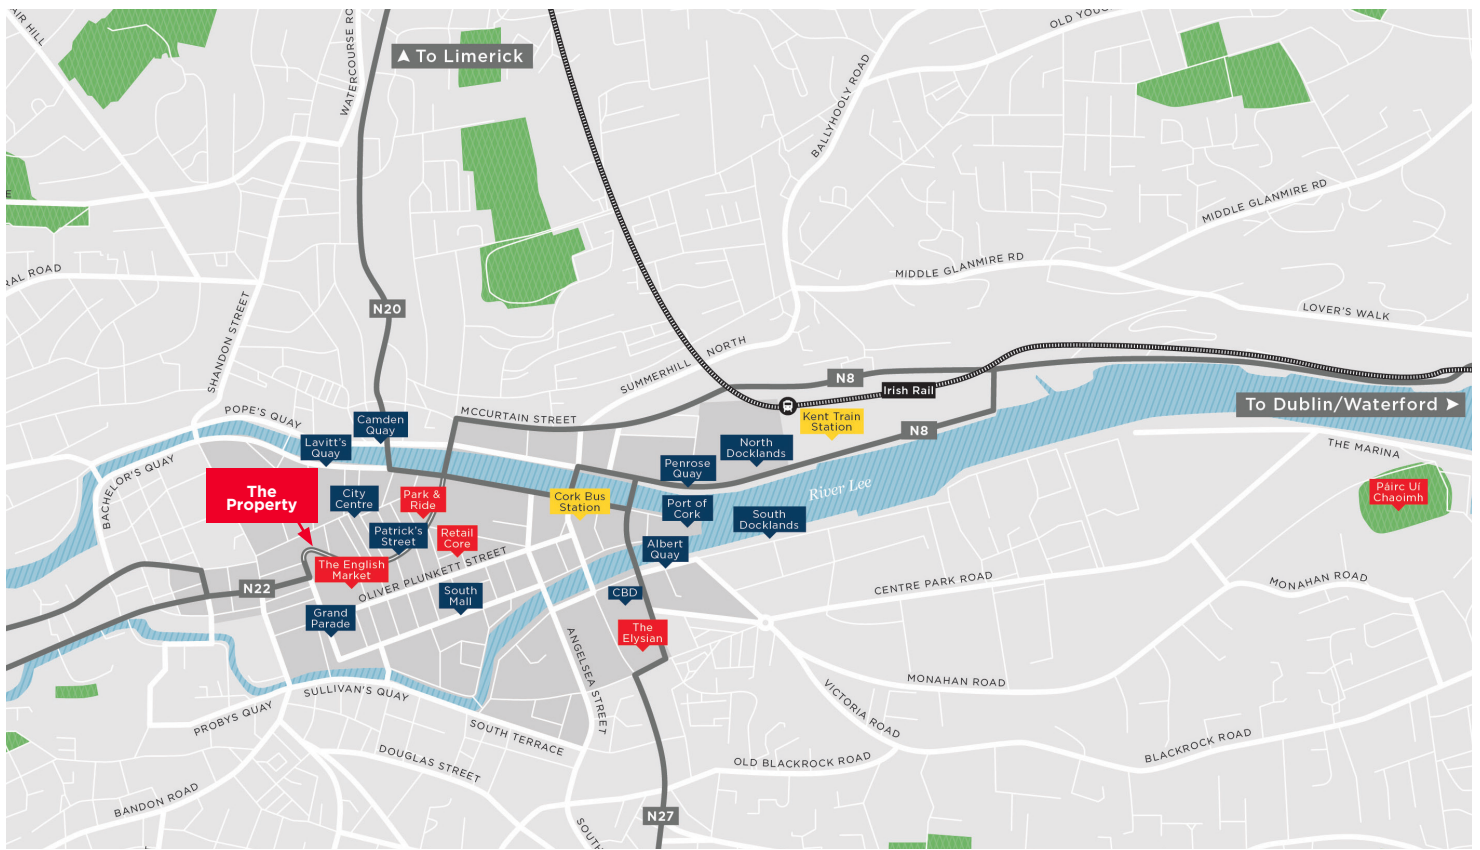 AIR HILL
WATERCOURSE RO
To Limerick
OLD YOUG
BALLYHOOLY ROAD
MIDDLE GLANMIRE RD
MIDDLE GLANMIRE RD
E
RAL ROAD
SHANDON STREET
N20
LOVER'S WALK
SUMMERHILL NORTH
N8
Irish Rail
To Dublin/Waterford
POPE'S QUAY
Camden
Quay
MCCURTAIN STREET
Kent Train
Station
N8
Lavitt's
Quay
North
Docklands
THE MARINA
BACHELOR'S QUAY
Penrose
Quay
The
Property
City
Centre
Park &
Ride
Cork Bus
Station
River Lee
Páirc Uí
Chaoimh
Port of
Cork
South
Docklands
Patrick's
Street
Retail
Core
Albert
Quay
The English
Market
OLIVER PLUNKETT STREET
N22
CENTRE PARK ROAD
MONAHAN ROAD
South
Mall
CBD
Grand
Parade
The
Elysian
ANGELSEA STREET
MONAHAN ROAD
SULLIVAN'S QUAY
PROBYS QUAY
VICTORIA ROAD
SOUTH TERRACE
DOUGLAS STREET
OLD BLACKROCK ROAD
BLACKROCK ROAD
BANDON ROAD
N27
SOUTH